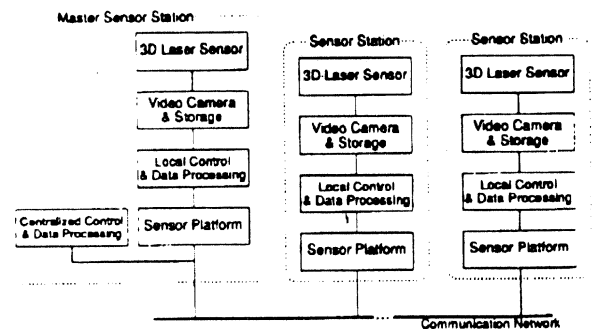 Master Sensor Station
3D Laser Sensor
Video Camera
& Storage
Local Control
& Data Processing
Centralized Control
& Data Processing
Sensor Platform
Sensor Station
3D Laser Sensor
Video Camera
& Storage
Local Control
& Data Processing
Sensor Platform
Sensor Station
3D Laser Sensor
Video Camera
& Storage
Local Control
& Data Processing
Sensor Platform
Communication Network